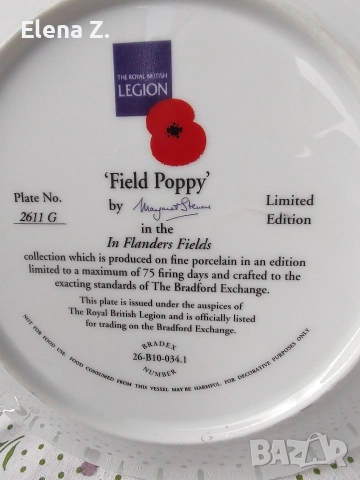 Elena Z.
THE ROYAL BRITISH
LEGION
'Field Poppy'
Plate No.
2611 G
by Margaret Stevens
Limited
Edition
in the
In Flanders Fields
collection which is produced on fine porcelain in an edition
limited to a maximum of 75 firing days and crafted to the
exacting standards of The Bradford Exchange.
This plate is issued under the auspices of
The Royal British Legion and is officially listed
for trading on the Bradford Exchange.
BRADEX
26-B10-034.1
NUMBER
NOT FOR FOOD USE. FOOD CONSUMED FROM THIS VESSEL MAY BE HARMFUL. FOR DECORATIVE PURPOSES ONLY.
BAZAR
bg